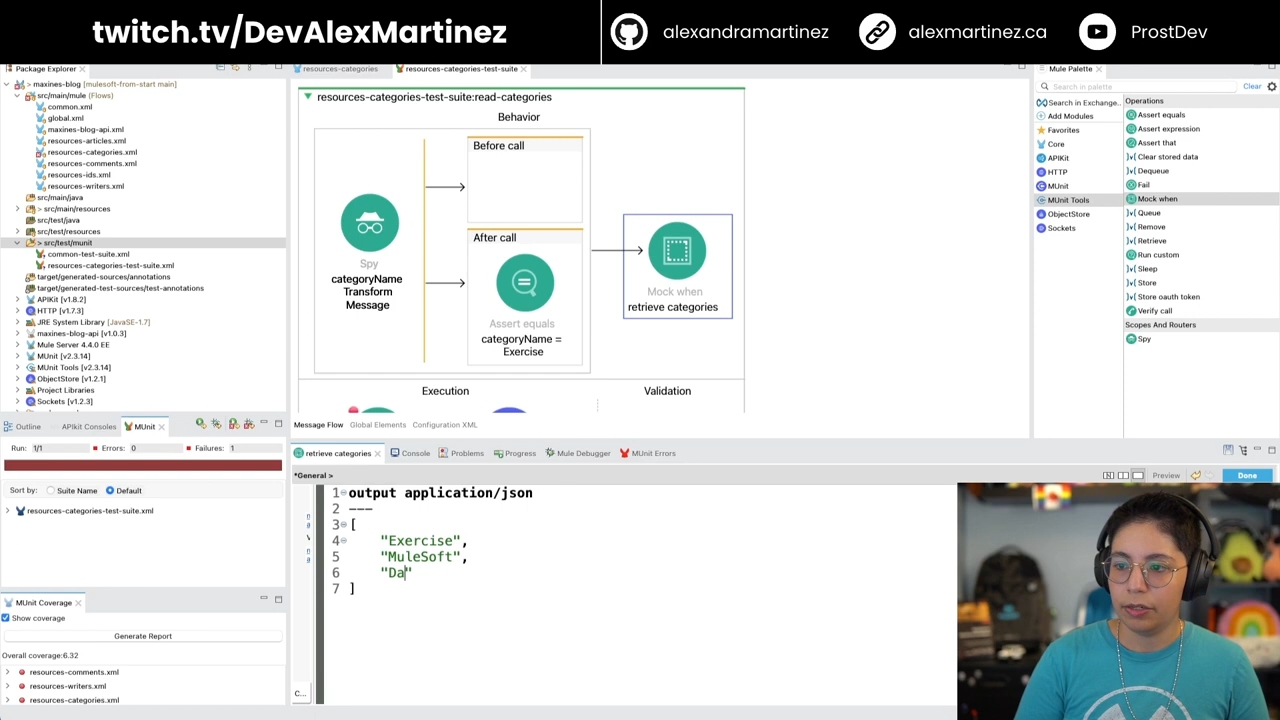 twitch.tv/DevAlexMartinez
alexandramartinez
alexmartinez.ca
ProstDev
Package Explorer
maxines-blog [mulesoft-from-start main]
src/main/mule (Flows)
common.xml
global.xml
maxines-blog-api.xml
resources-articles.xml
resources-categories.xml
resources-comments.xml
resources-ids.xml
resources-writers.xml
src/main/java
> src/main/resources
src/test/java
src/test/resources
> src/test/munit
common-test-suite.xml
resources-categories-test-suite.xml
target/generated-sources/annotations
target/generated-test-sources/test-annotations
APIKit [v1.8.2]
HTTP [v1.7.3]
JRE System Library [JavaSE-1.7]
maxines-blog-api [v1.0.3]
Mule Server 4.4.0 EE
MUnit [v2.3.14]
MUnit Tools [v2.3.14]
ObjectStore [v1.2.1]
Project Libraries
Sockets [v1.2.3]
resources-categories
resources-categories-test-suite
resources-categories-test-suite:read-categories
Behavior
Before call
After call
Spy
categoryName
Transform
Message
Assert equals
categoryName =
Exercise
Mock when
retrieve categories
Execution
Validation
Message Flow
Global Elements
Configuration XML
Mule Palette
Search in palette
Clear
Search in Exchange..
Add Modules
Favorites
Core
APIKit
HTTP
MUnit
MUnit Tools
ObjectStore
Sockets
Operations
Assert equals
Assert expression
Assert that
Clear stored data
Dequeue
Fail
Mock when
Queue
Remove
Retrieve
Run custom
Sleep
Store
Store oauth token
Verify call
Scopes And Routers
Spy
Outline
APIkit Consoles
MUnit
Run: 1/1
Errors: 0
Failures: 1
Sort by:
Suite Name
Default
resources-categories-test-suite.xml
MUnit Coverage
Show coverage
Generate Report
Overall coverage:6.32
resources-comments.xml
resources-writers.xml
resources-categories.xml
retrieve categories
Console
Problems
Progress
Mule Debugger
MUnit Errors
*General >
Preview
Done
1 output application/json
2 ---
3 [
4 "Exercise",
5 "MuleSoft",
6 "Da"
7 ]
C...